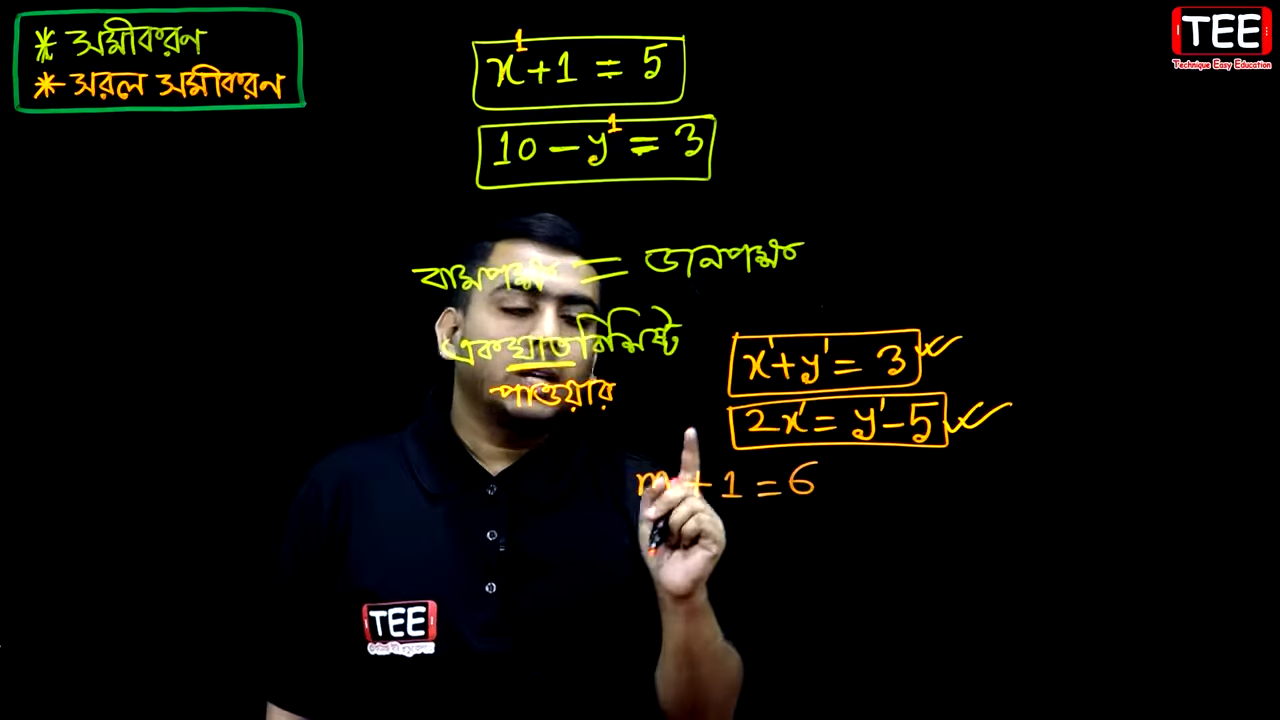 * সমীকরণ
* সরল সমীকরণ
x¹+1 = 5
10 - y¹ = 3
বামপক্ষ = ডানপক্ষ
একঘাতবিশিষ্ট
পাওয়ার
x¹+y¹ = 3
2x¹ = y¹-5
m + 1 = 6
TEE
Technique Easy Education
TEE